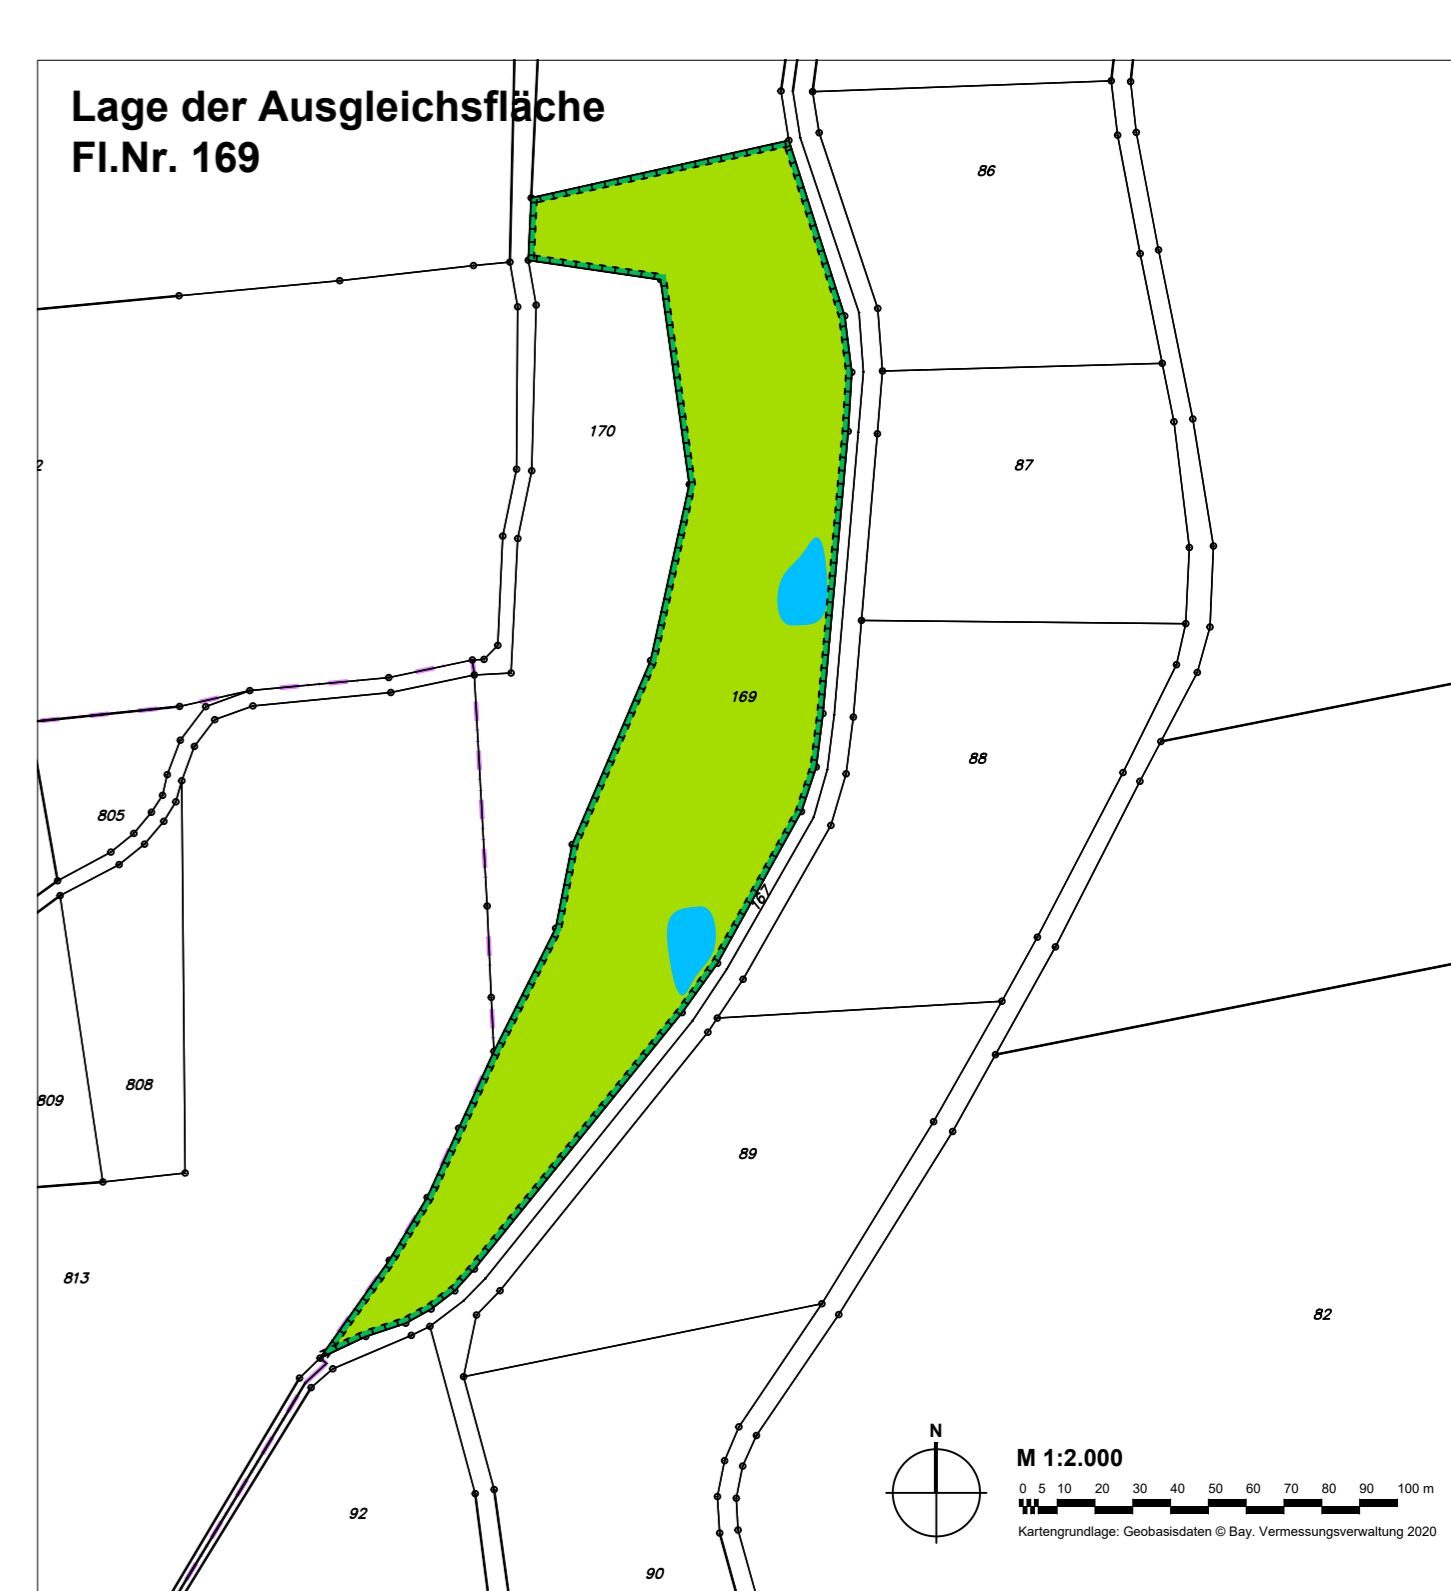 Lage der Ausgleichsfläche
Fl.Nr. 169
86
170
87
2
169
88
805
167
808
809
89
813
82
N
M 1:2.000
0 5 10 20 30 40 50 60 70 80 90 100 m
Kartengrundlage: Geobasisdaten © Bay. Vermessungsverwaltung 2020
92
90